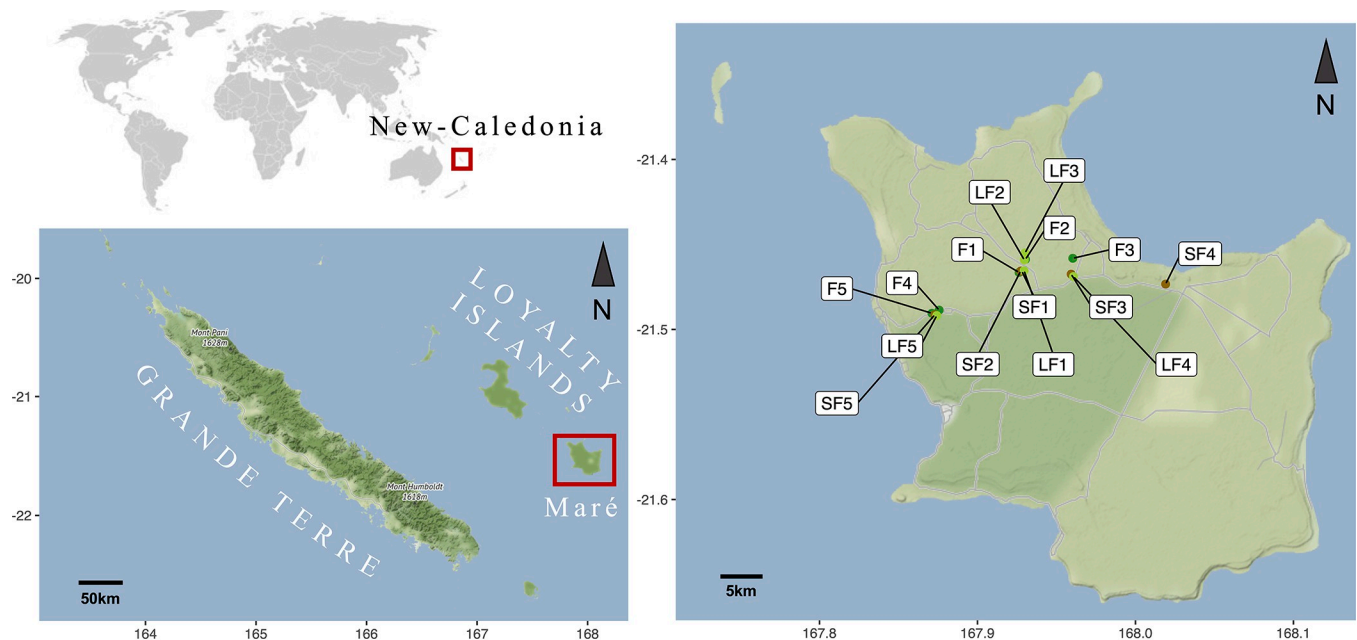 New-Caledonia
-20
-21
-22
164
165
166
167
168
Mont Pani
1628m
Mont Humboldt
1618m
GRANDE TERRE
LOYALTY
ISLANDS
N
Maré
50km
-21.4
-21.5
-21.6
167.8
167.9
168.0
168.1
N
LF3
LF2
F2
F1
F3
SF4
F4
F5
SF1
SF3
LF5
SF2
LF1
LF4
SF5
5km